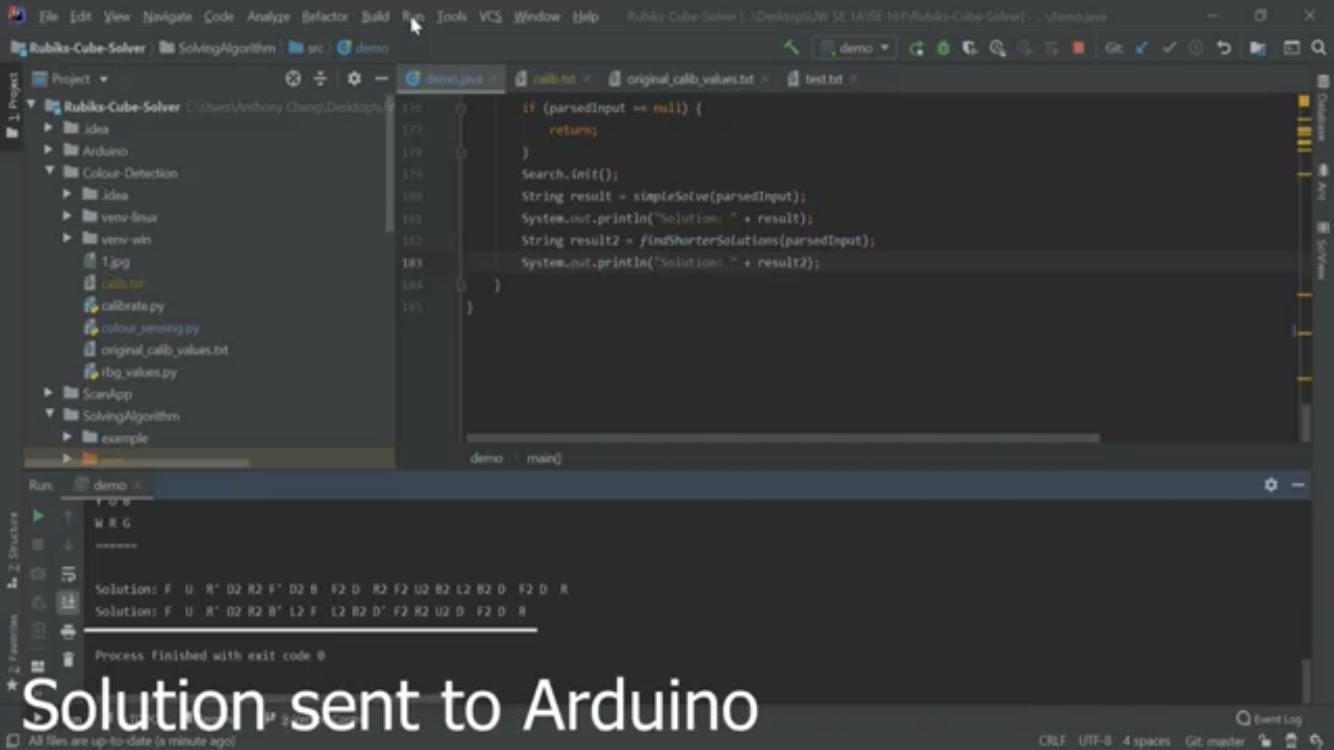 File Edit View Navigate Code Analyze Refactor Build Run Tools VCS Window Help Rubiks-Cube-Solver [...\Desktop\UW SE 1A\SE 101\Rubiks-Cube-Solver] - ...\demo.java
Rubiks-Cube-Solver SolvingAlgorithm src demo demo Git:
Project demo.java calib.txt original_calib_values.txt test.txt
1: Project
Rubiks-Cube-Solver C:\Users\Anthony Chang\Desktop\
.idea
Arduino
Colour-Detection
.idea
venv-linux
venv-win
1.jpg
calib.txt
calibrate.py
colour_sensing.py
original_calib_values.txt
rbg_values.py
ScanApp
SolvingAlgorithm
example
176 if (parsedInput == null) {
177 return;
178 }
179 Search.init();
180 String result = simpleSolve(parsedInput);
181 System.out.println("Solution: " + result);
182 String result2 = findShorterSolutions(parsedInput);
183 System.out.println("Solution: " + result2);
184 }
185 }
demo main()
Database
Ant
SciView
Run: demo
Y O B
W R G
======
Solution: F U R' D2 R2 F' D2 B F2 D R2 F2 U2 B2 L2 B2 D F2 D R
Solution: F U R' D2 R2 B' L2 F L2 B2 D' F2 R2 U2 D F2 D R
Process finished with exit code 0
Z: Structure
2: Favorites
Solution sent to Arduino
Event Log
All files are up-to-date (a minute ago) CRLF UTF-8 4 spaces Git: master